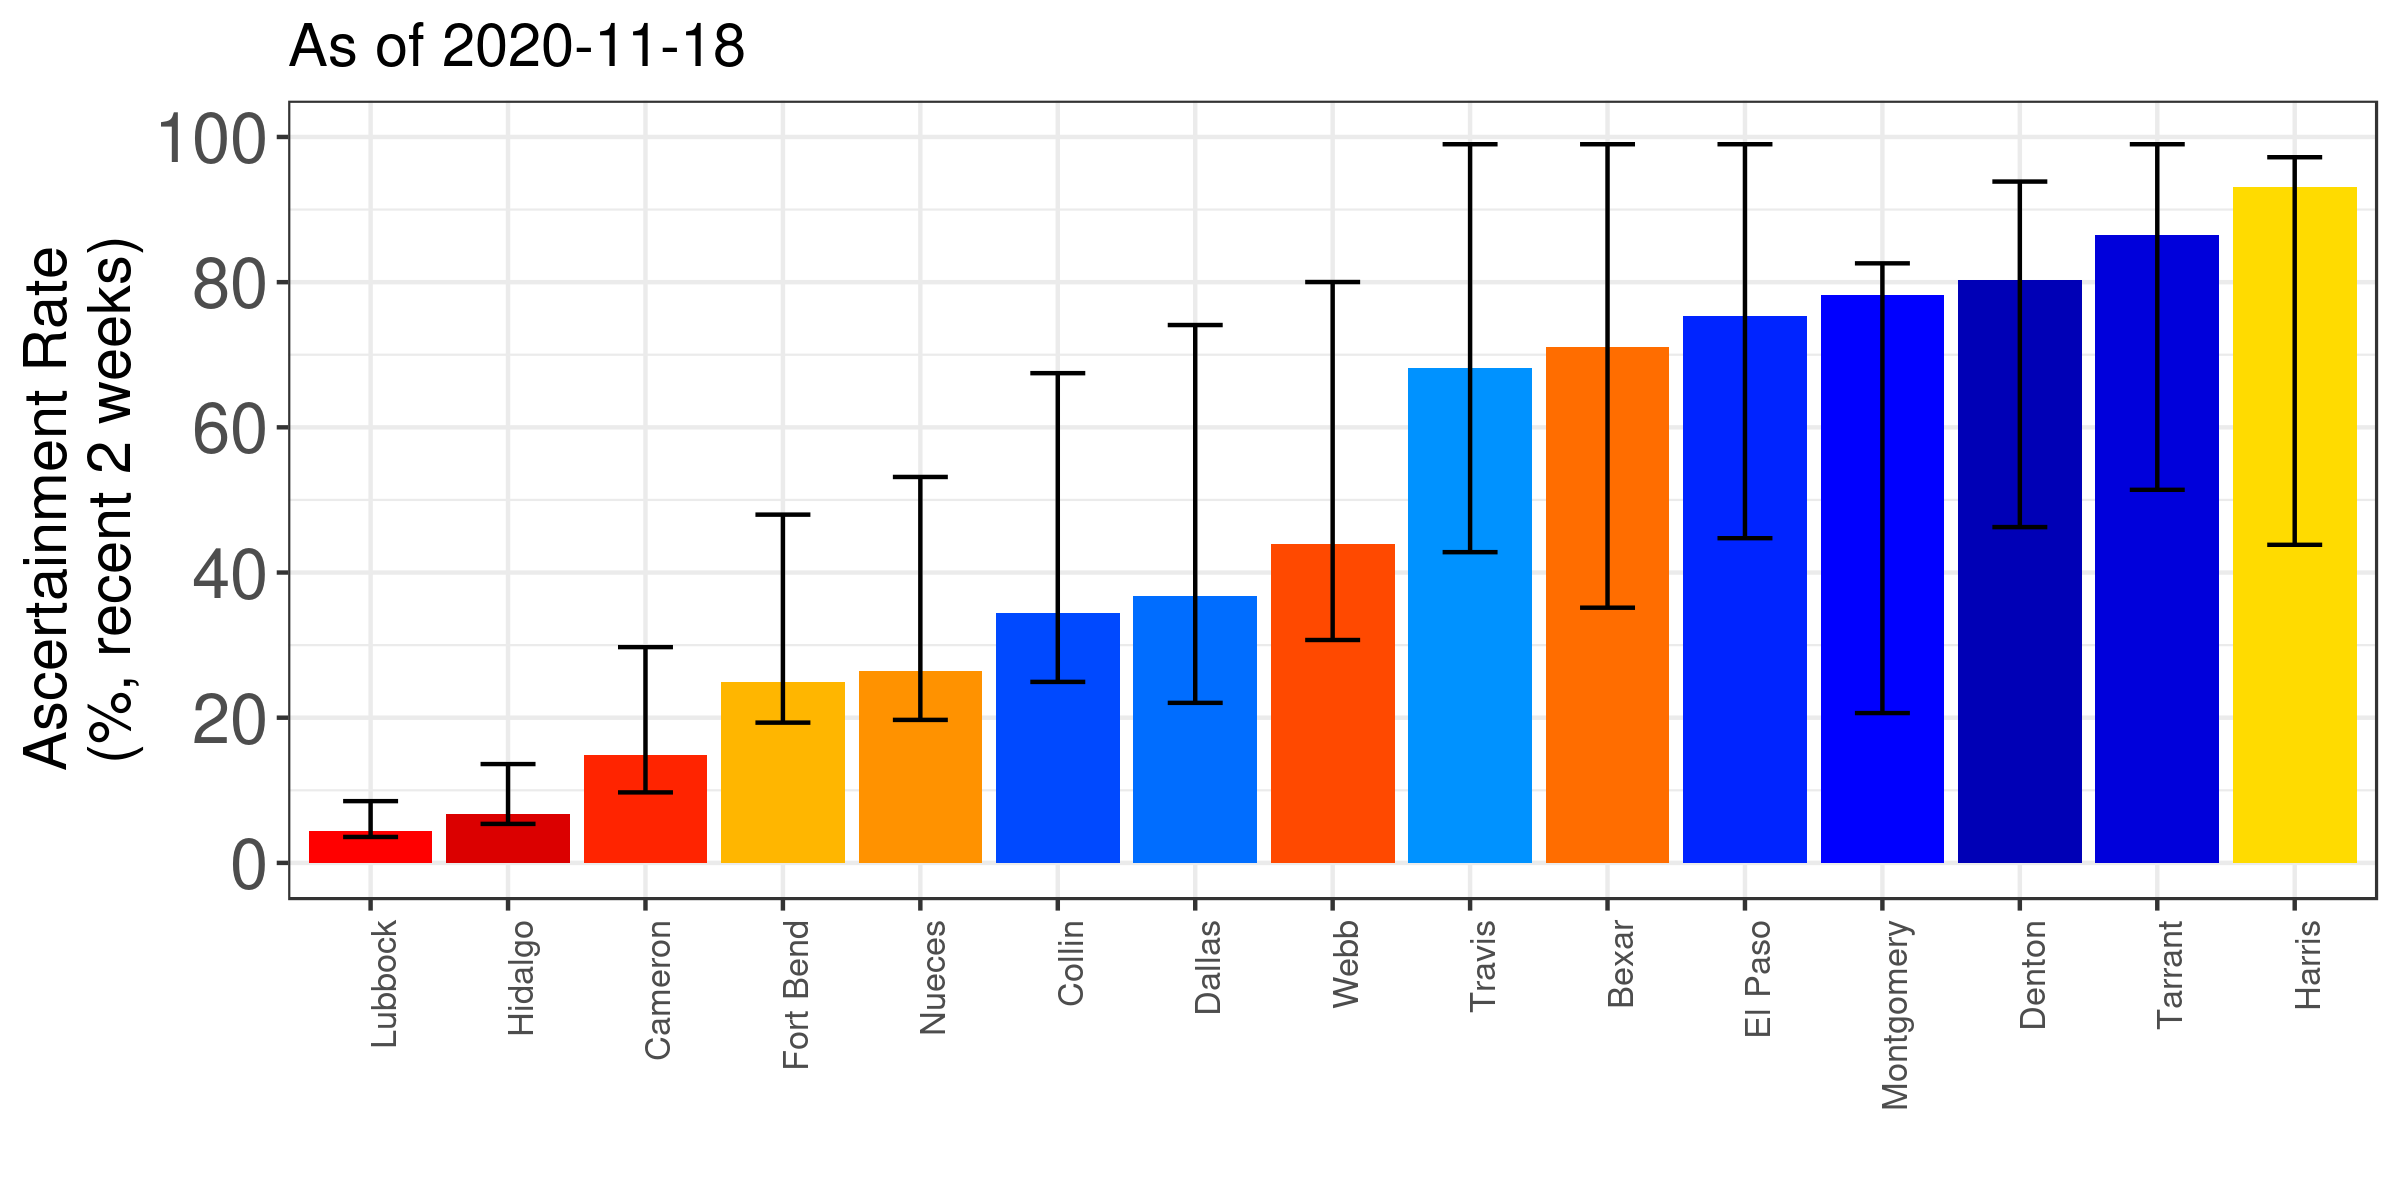 As of 2020-11-18
Ascertainment Rate
(%, recent 2 weeks)
100
80
60
40
20
0
Lubbock
Hidalgo
Cameron
Fort Bend
Nueces
Collin
Dallas
Webb
Travis
Bexar
El Paso
Montgomery
Denton
Tarrant
Harris